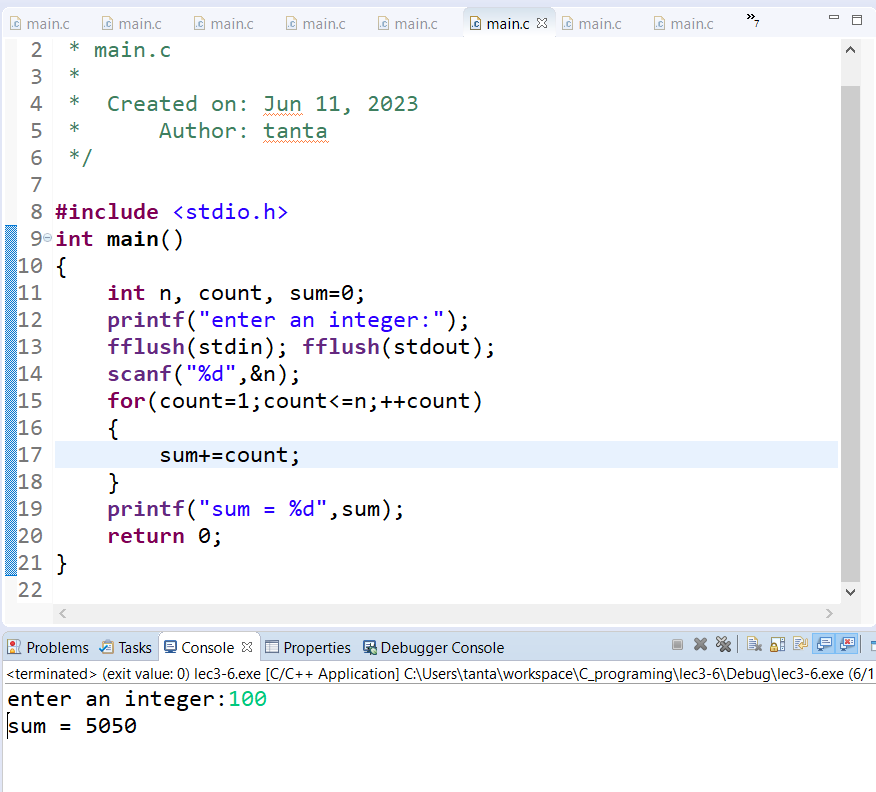 main.c main.c main.c main.c main.c main.c main.c main.c »7
2 * main.c
3 *
4 *  Created on: Jun 11, 2023
5 *      Author: tanta
6 */
7
8 #include <stdio.h>
9 int main()
10 {
11     int n, count, sum=0;
12     printf("enter an integer:");
13     fflush(stdin); fflush(stdout);
14     scanf("%d",&n);
15     for(count=1;count<=n;++count)
16     {
17         sum+=count;
18     }
19     printf("sum = %d",sum);
20     return 0;
21 }
22
Problems Tasks Console Properties Debugger Console
<terminated> (exit value: 0) lec3-6.exe [C/C++ Application] C:\Users\tanta\workspace\C_programing\lec3-6\Debug\lec3-6.exe (6/1
enter an integer:100
sum = 5050